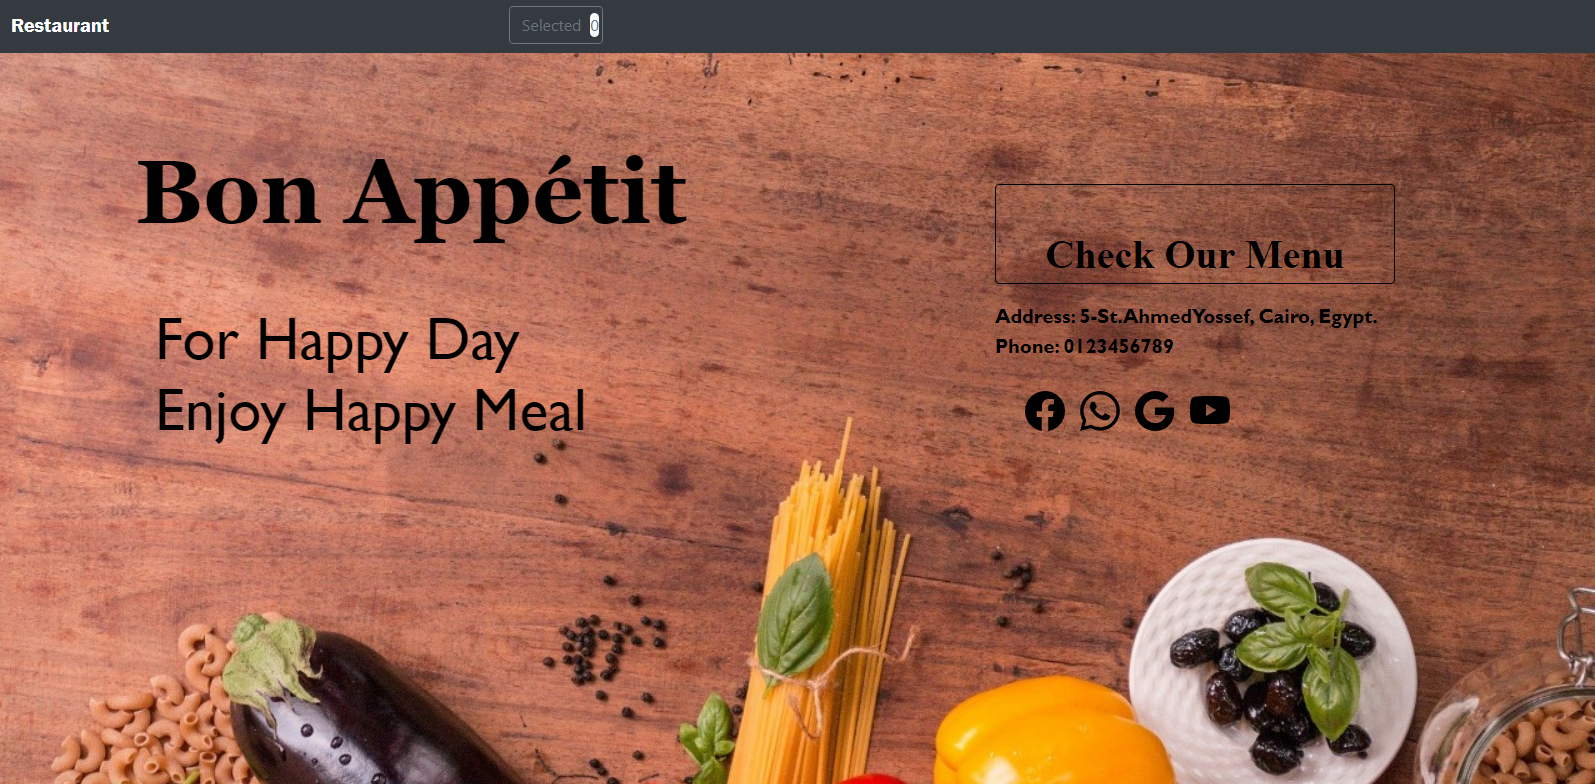 Restaurant
Selected 0
Bon Appétit
For Happy Day
Enjoy Happy Meal
Check Our Menu
Address: 5-St.AhmedYossef, Cairo, Egypt.
Phone: 0123456789